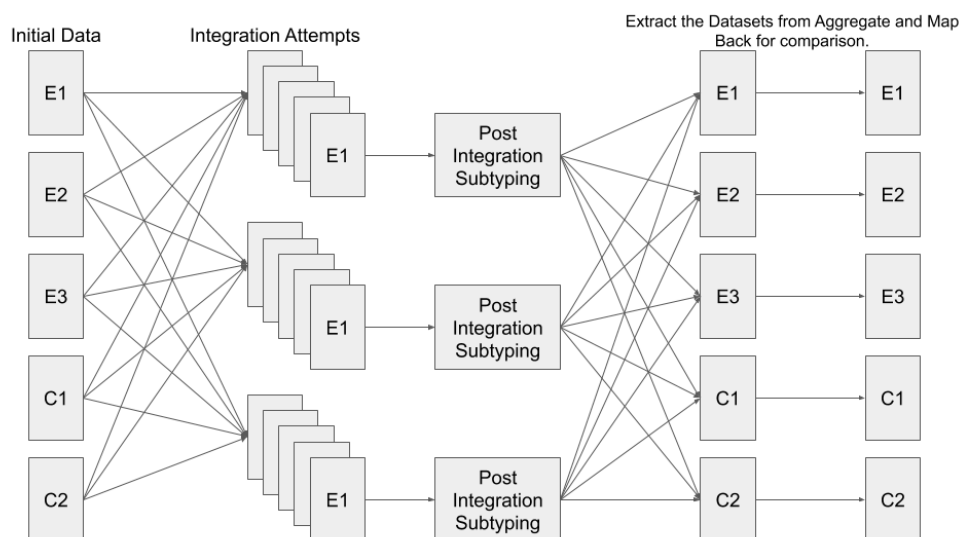 Initial Data
Integration Attempts
Extract the Datasets from Aggregate and Map
Back for comparison.
E1
E2
E3
C1
C2
E1
E1
E1
Post
Integration
Subtyping
Post
Integration
Subtyping
Post
Integration
Subtyping
E1
E2
E3
C1
C2
E1
E2
E3
C1
C2